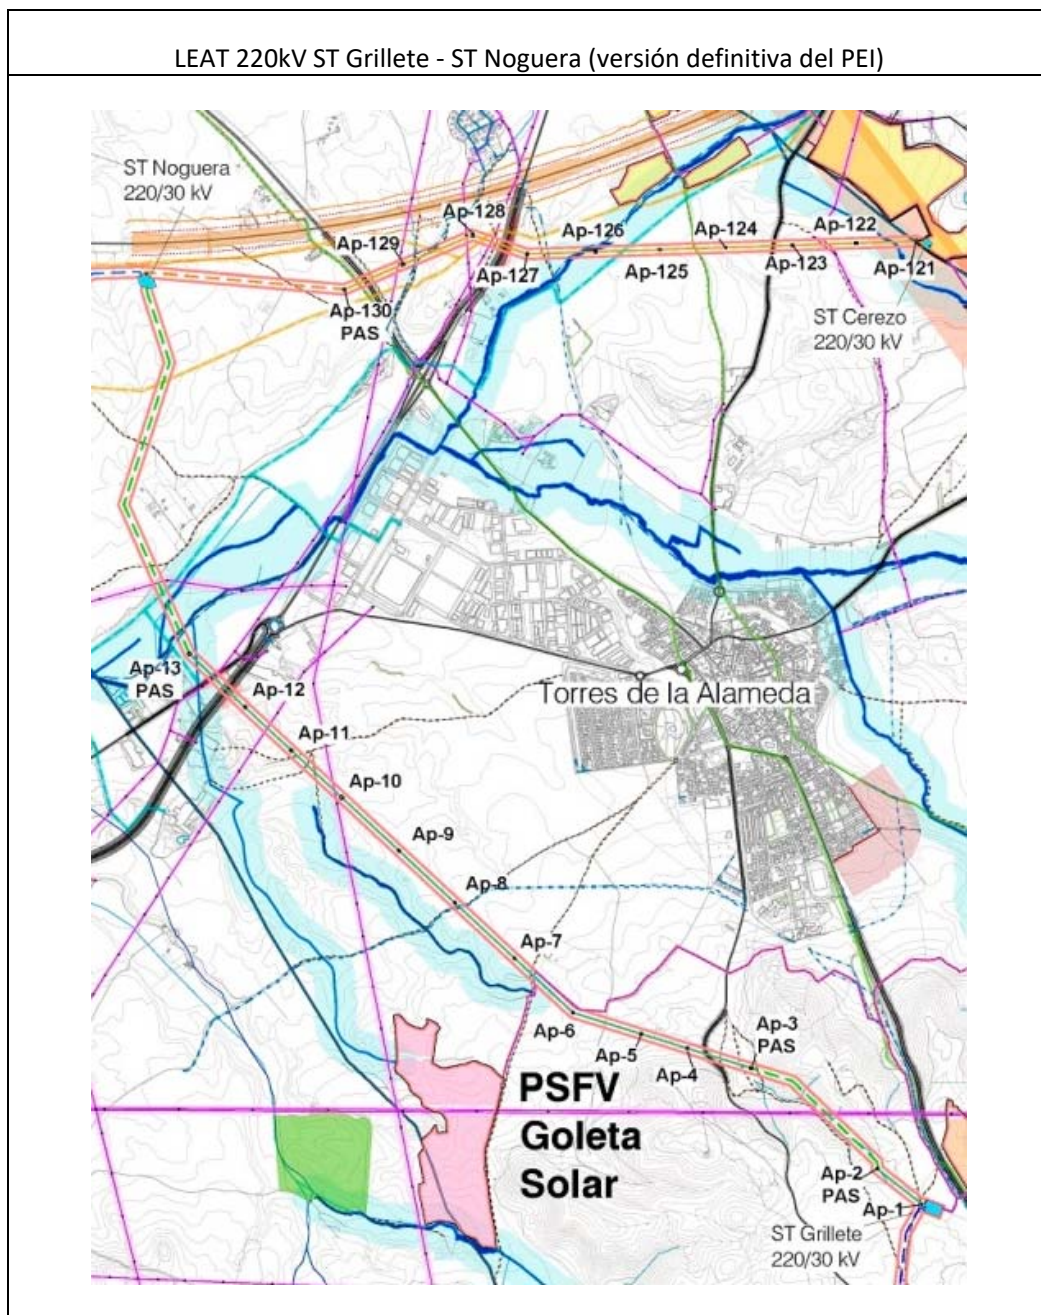 LEAT 220kV ST Grillete - ST Noguera (versión definitiva del PEI)
ST Noguera
220/30 kV
Ap-128
Ap-129
Ap-126
Ap-124
Ap-122
Ap-127
Ap-125
Ap-123
Ap-121
Ap-130
PAS
ST Cerezo
220/30 kV
Ap-13
PAS
Ap-12
Torres de la Alameda
Ap-11
Ap-10
Ap-9
Ap-8
Ap-7
Ap-6
Ap-5
Ap-4
Ap-3
PAS
PSFV
Goleta
Solar
Ap-2
PAS
Ap-1
ST Grillete
220/30 kV